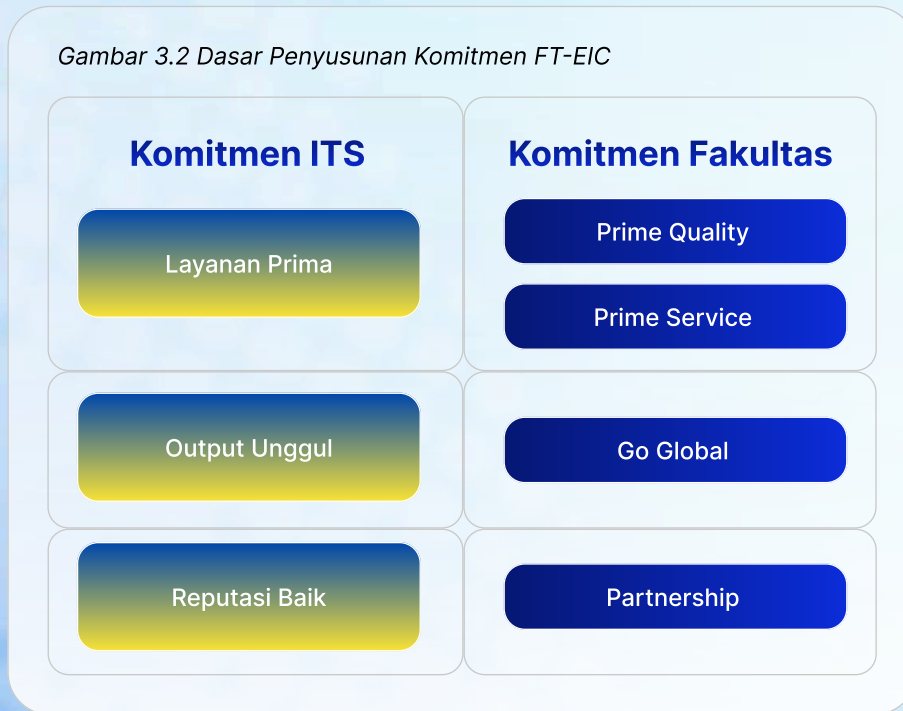 Gambar 3.2 Dasar Penyusunan Komitmen FT-EIC
Komitmen ITS
Komitmen Fakultas
Layanan Prima
Prime Quality
Prime Service
Output Unggul
Go Global
Reputasi Baik
Partnership